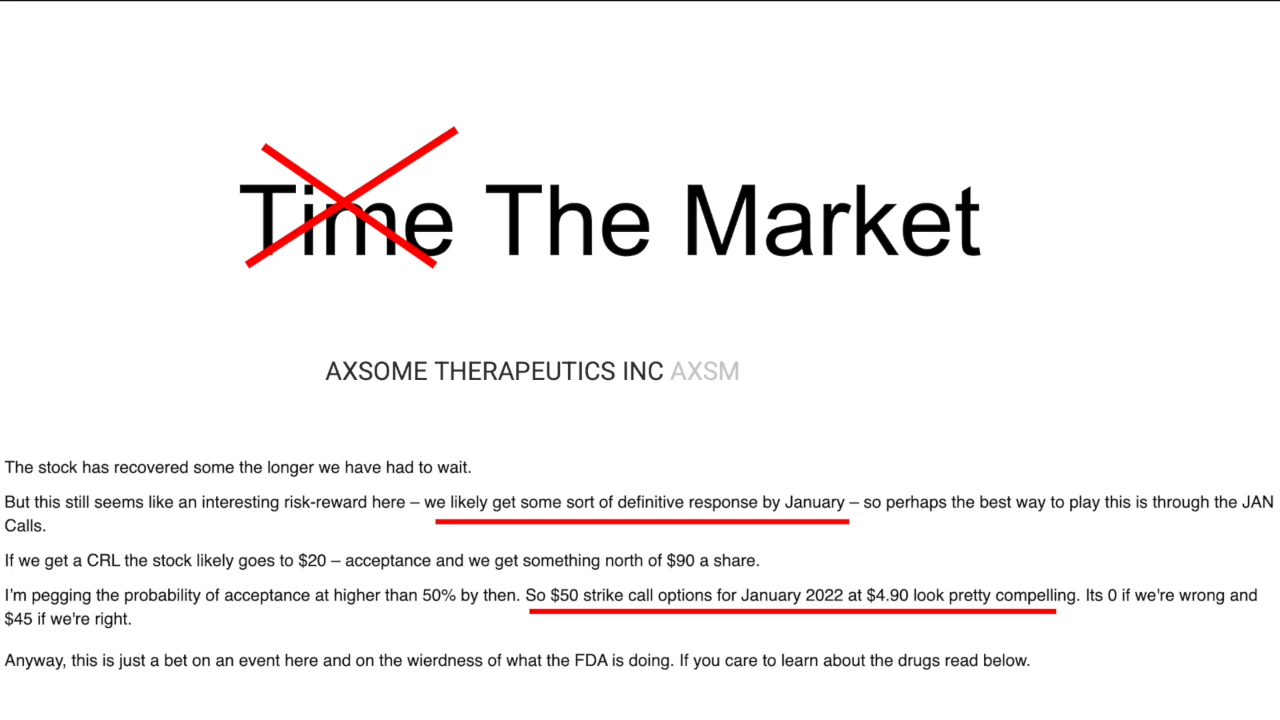 Time The Market
AXSOME THERAPEUTICS INC AXSM
The stock has recovered some the longer we have had to wait.
But this still seems like an interesting risk-reward here – we likely get some sort of definitive response by January – so perhaps the best way to play this is through the JAN
Calls.
If we get a CRL the stock likely goes to $20 – acceptance and we get something north of $90 a share.
I'm pegging the probability of acceptance at higher than 50% by then. So $50 strike call options for January 2022 at $4.90 look pretty compelling. Its 0 if we're wrong and
$45 if we're right.
Anyway, this is just a bet on an event here and on the wierdness of what the FDA is doing. If you care to learn about the drugs read below.